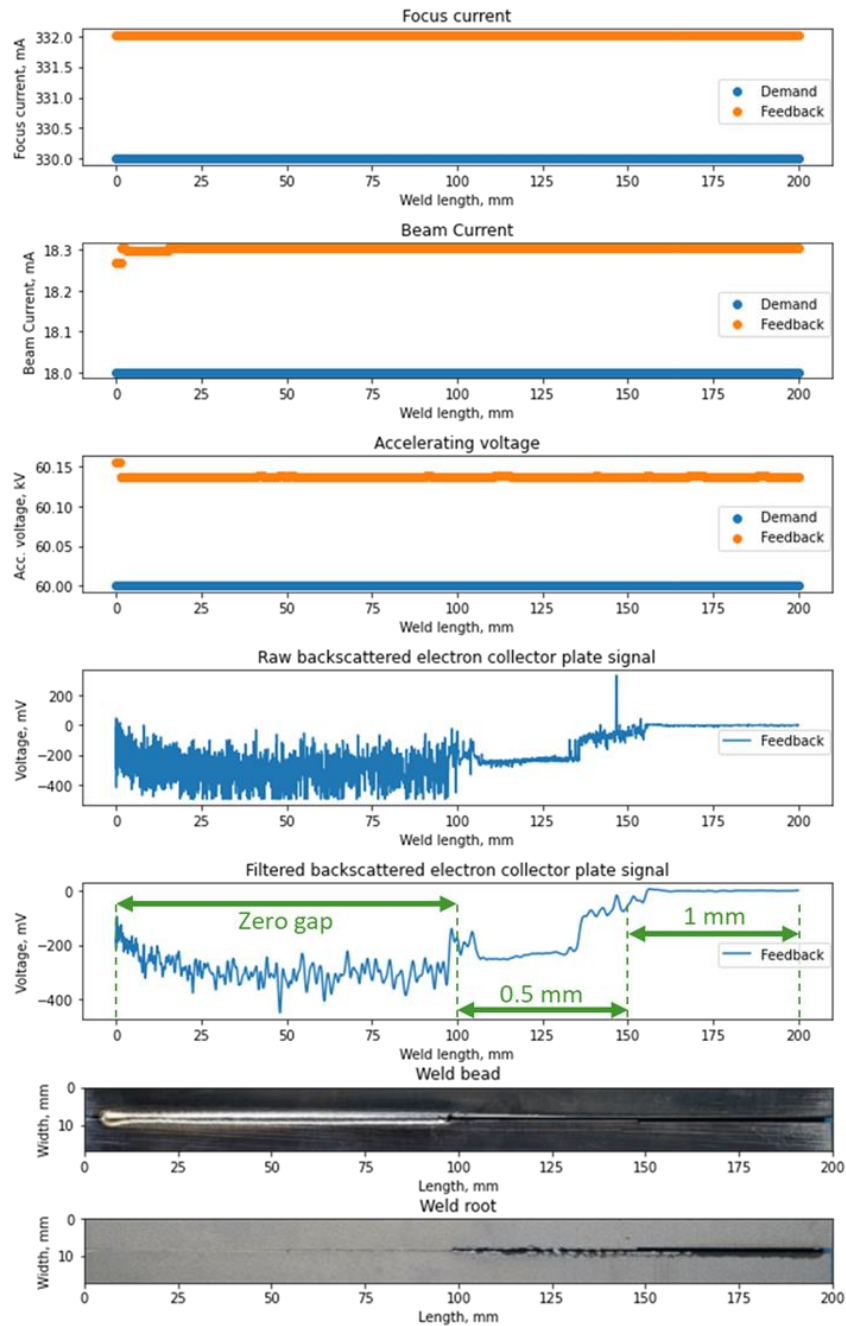 Focus current
Focus current, mA
332.0
331.5
331.0
330.5
330.0
Demand
Feedback
0 25 50 75 100 125 150 175 200
Weld length, mm
Beam Current
Beam Current, mA
18.3
18.2
18.1
18.0
Demand
Feedback
0 25 50 75 100 125 150 175 200
Weld length, mm
Accelerating voltage
Acc. voltage, kV
60.15
60.10
60.05
60.00
Demand
Feedback
0 25 50 75 100 125 150 175 200
Weld length, mm
Raw backscattered electron collector plate signal
Voltage, mV
200
0
−200
−400
Feedback
0 25 50 75 100 125 150 175 200
Weld length, mm
Filtered backscattered electron collector plate signal
Voltage, mV
0
−200
−400
Zero gap
1 mm
Feedback
0.5 mm
0 25 50 75 100 125 150 175 200
Weld length, mm
Weld bead
Width, mm
0
10
0 25 50 75 100 125 150 175 200
Length, mm
Weld root
Width, mm
0
10
0 25 50 75 100 125 150 175 200
Length, mm